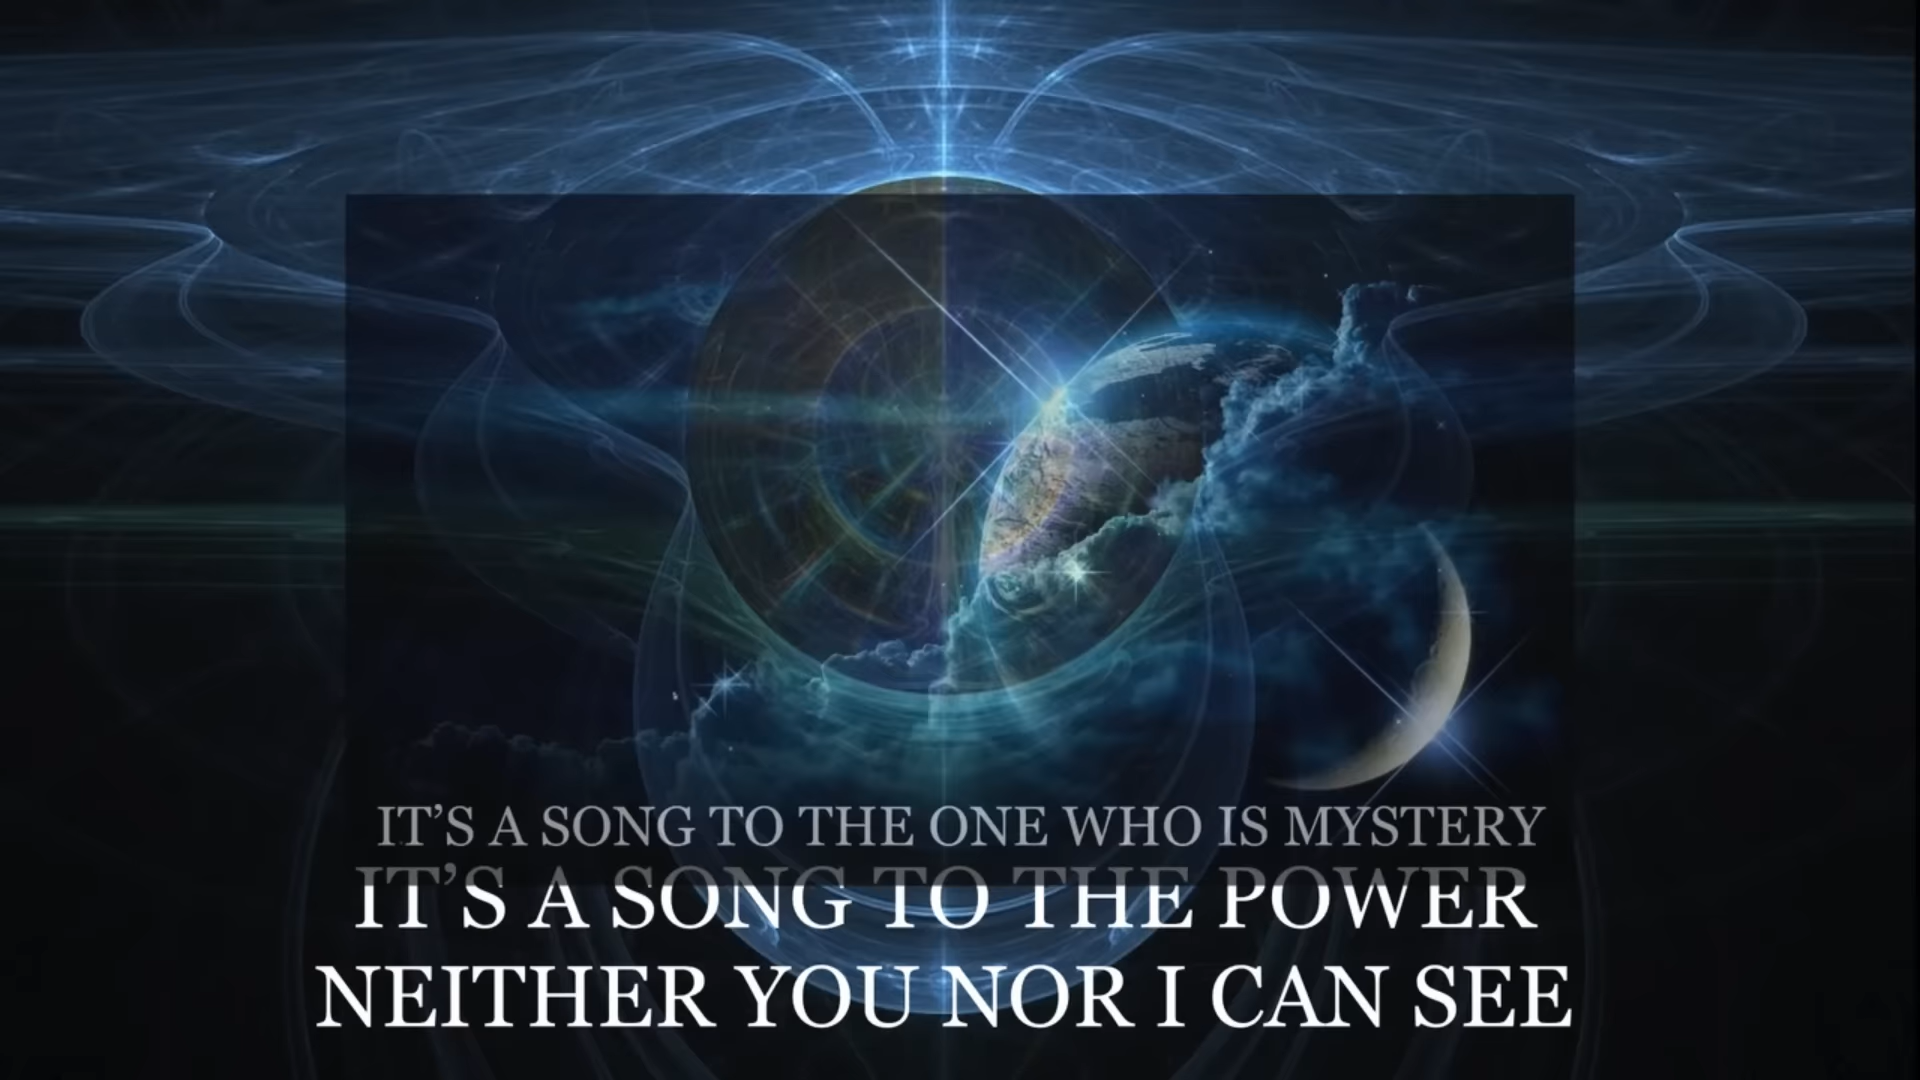 IT’S A SONG TO THE ONE WHO IS MYSTERY
IT’S A SONG TO THE POWER
NEITHER YOU NOR I CAN SEE